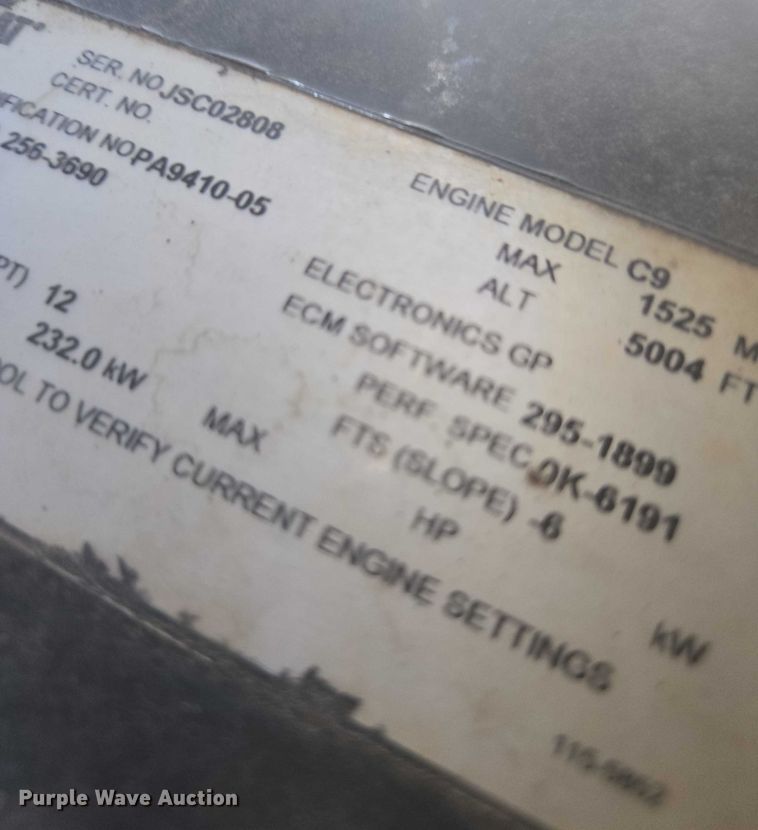 SER. NO JSC02808
CERT. NO.
IFICATION NO PA9410-05
256-3690
ENGINE MODEL C9
MAX ALT 1525 M
5004 FT
ELECTRONICS GP
ECM SOFTWARE 295-1899
PERF. SPEC 0K-6191
FTS (SLOPE) -6
PT) 12
232.0 kW
MAX HP
kW
OL TO VERIFY CURRENT ENGINE SETTINGS
Purple Wave Auction